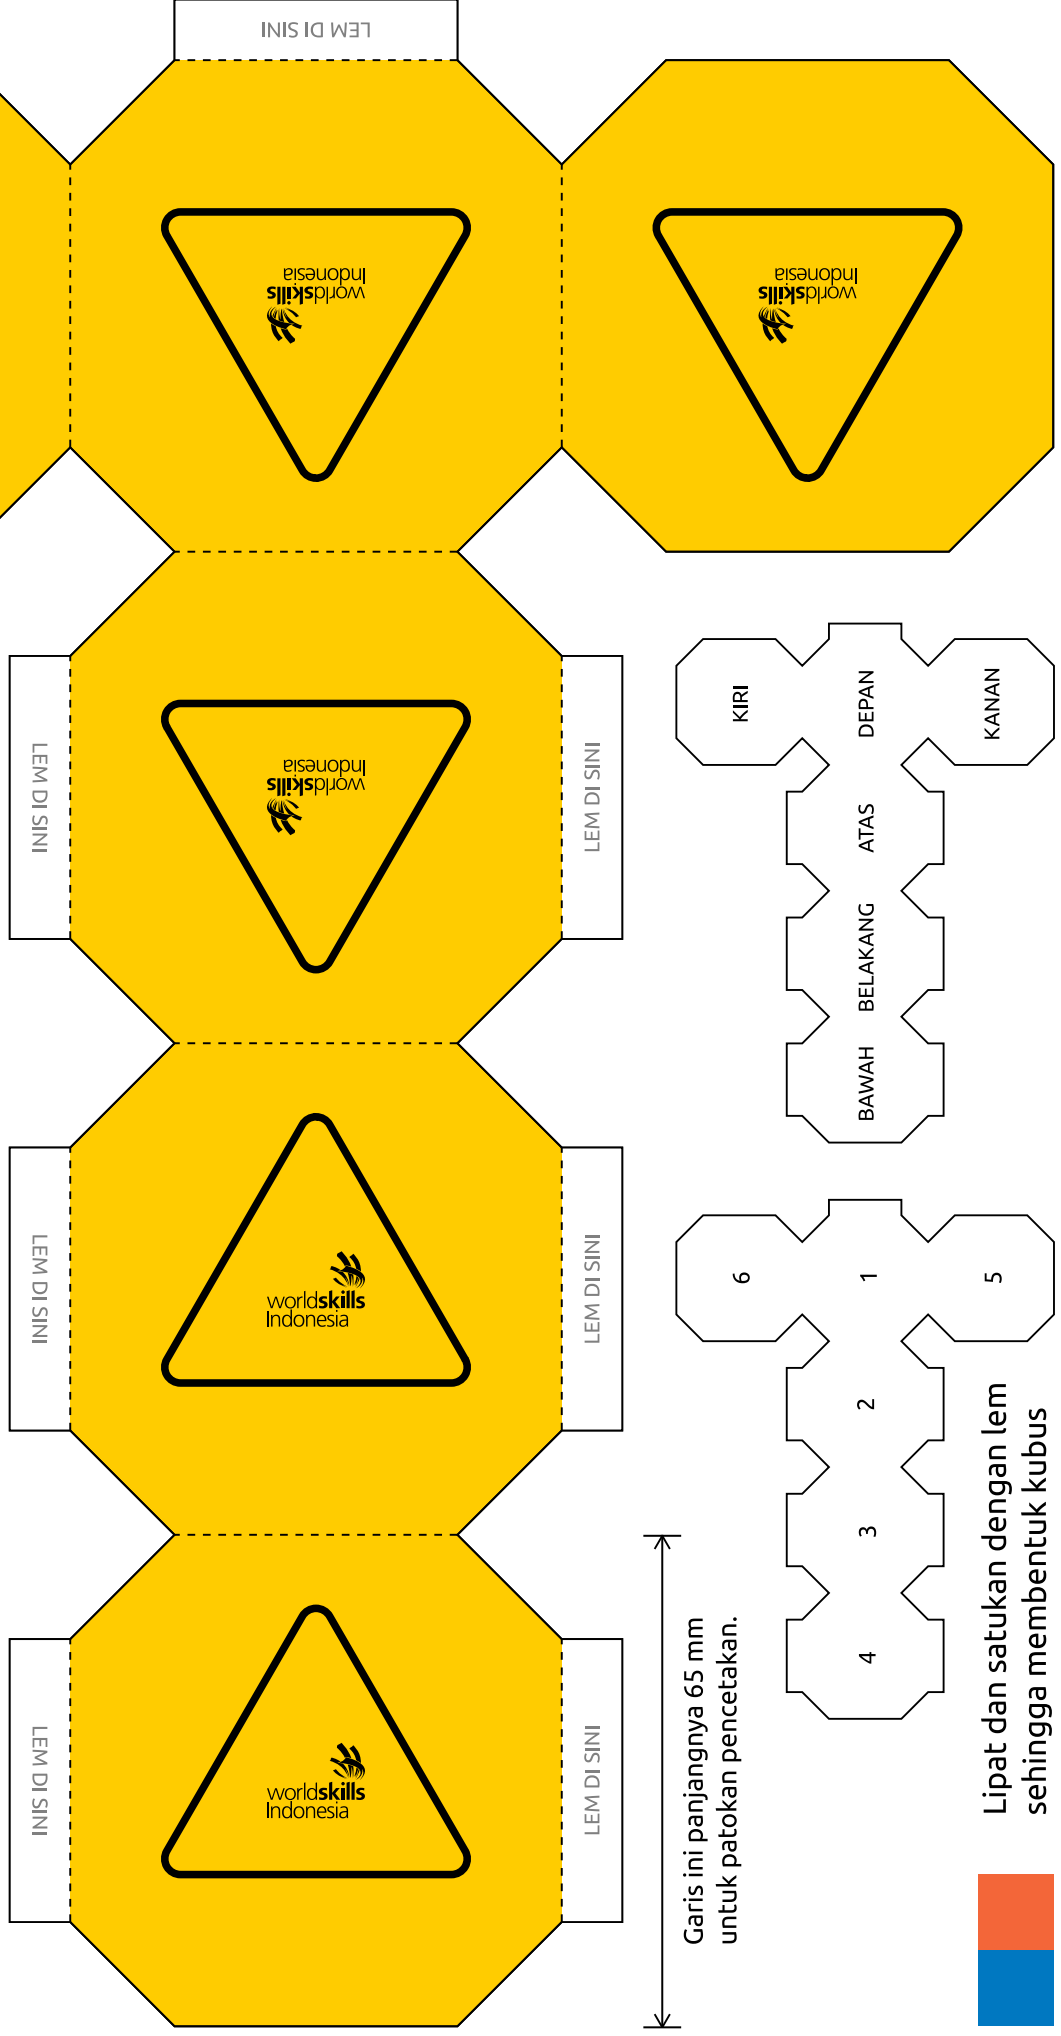 LEM DI SINI
worldskills
Indonesia
worldskills
Indonesia
LEM DI SINI
worldskills
Indonesia
LEM DI SINI
LEM DI SINI
worldskills
Indonesia
LEM DI SINI
LEM DI SINI
worldskills
Indonesia
LEM DI SINI
KIRI
DEPAN
KANAN
ATAS
BELAKANG
BAWAH
6
1
5
2
3
4
Garis ini panjangnya 65 mm
untuk patokan pencetakan.
Lipat dan satukan dengan lem
sehingga membentuk kubus